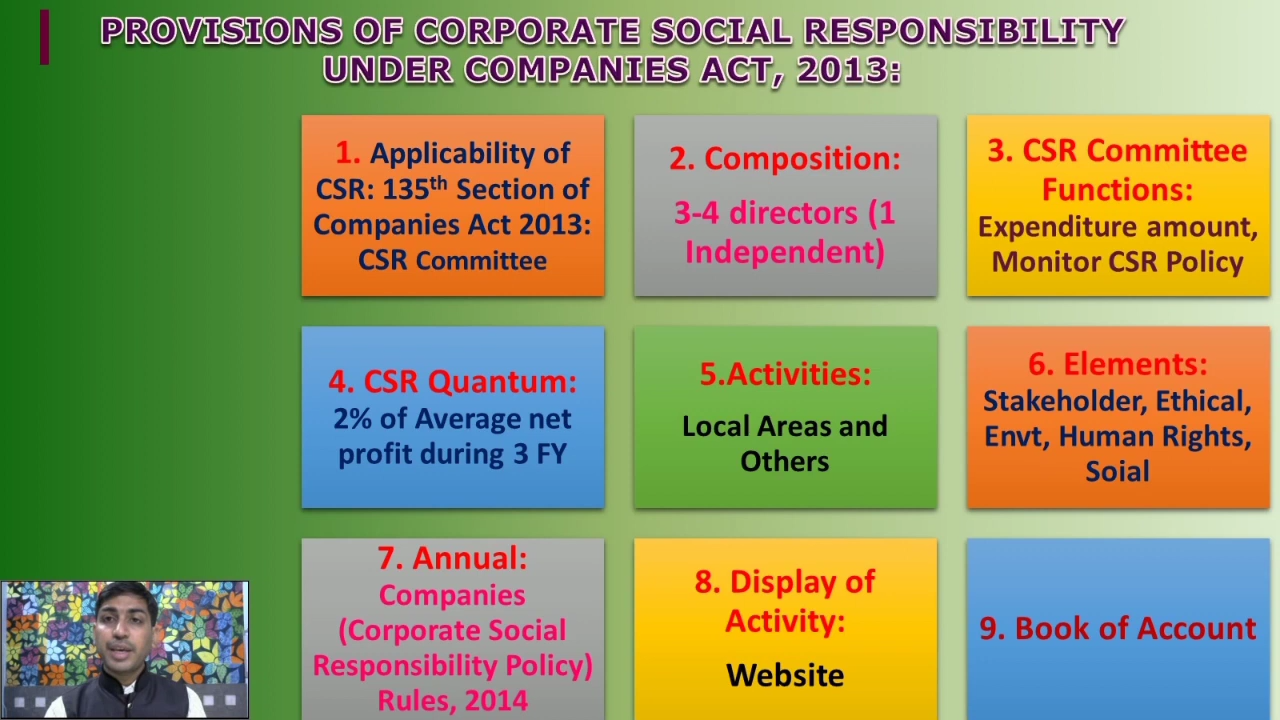 PROVISIONS OF CORPORATE SOCIAL RESPONSIBILITY
UNDER COMPANIES ACT, 2013:
1. Applicability of
CSR: 135th Section of
Companies Act 2013:
CSR Committee
2. Composition:
3-4 directors (1
Independent)
3. CSR Committee
Functions:
Expenditure amount,
Monitor CSR Policy
4. CSR Quantum:
2% of Average net
profit during 3 FY
5.Activities:
Local Areas and
Others
6. Elements:
Stakeholder, Ethical,
Envt, Human Rights,
Soial
7. Annual:
Companies
(Corporate Social
Responsibility Policy)
Rules, 2014
8. Display of
Activity:
Website
9. Book of Account